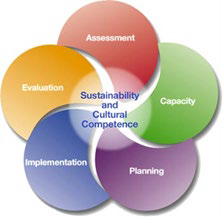 Assessment
Evaluation
Sustainability
and
Cultural
Competence
Capacity
Implementation
Planning